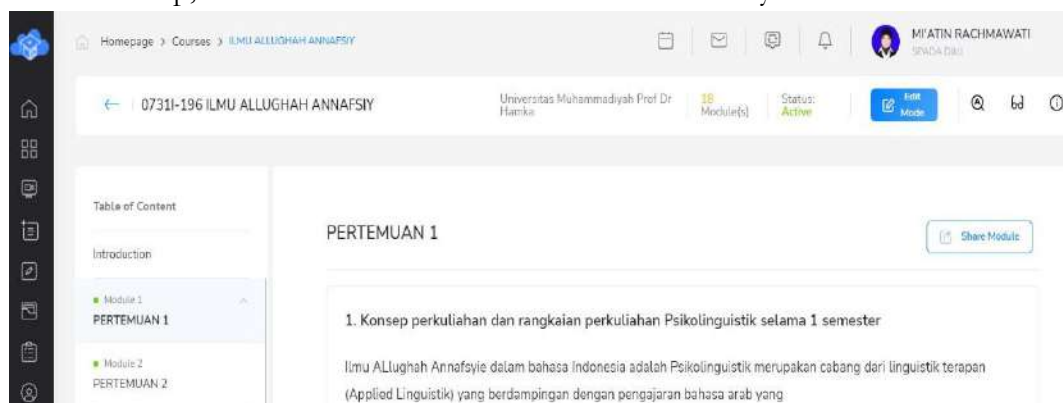 Homepage > Courses > ILMU ALLUGHAH ANNAFSIY
MI'ATIN RACHMAWATI
SPADA Dikti
← 0731I-196 ILMU ALLUGHAH ANNAFSIY
Universitas Muhammadiyah Prof Dr
Hamka
18
Module(s)
Status:
Active
Edit
Mode
Table of Content
Introduction
Module 1
PERTEMUAN 1
Module 2
PERTEMUAN 2
PERTEMUAN 1
Share Module
1. Konsep perkuliahan dan rangkaian perkuliahan Psikolinguistik selama 1 semester
Ilmu ALlughah Annafsyie dalam bahasa Indonesia adalah Psikolinguistik merupakan cabang dari linguistik terapan
(Applied Linguistik) yang berdampingan dengan pengajaran bahasa arab yang